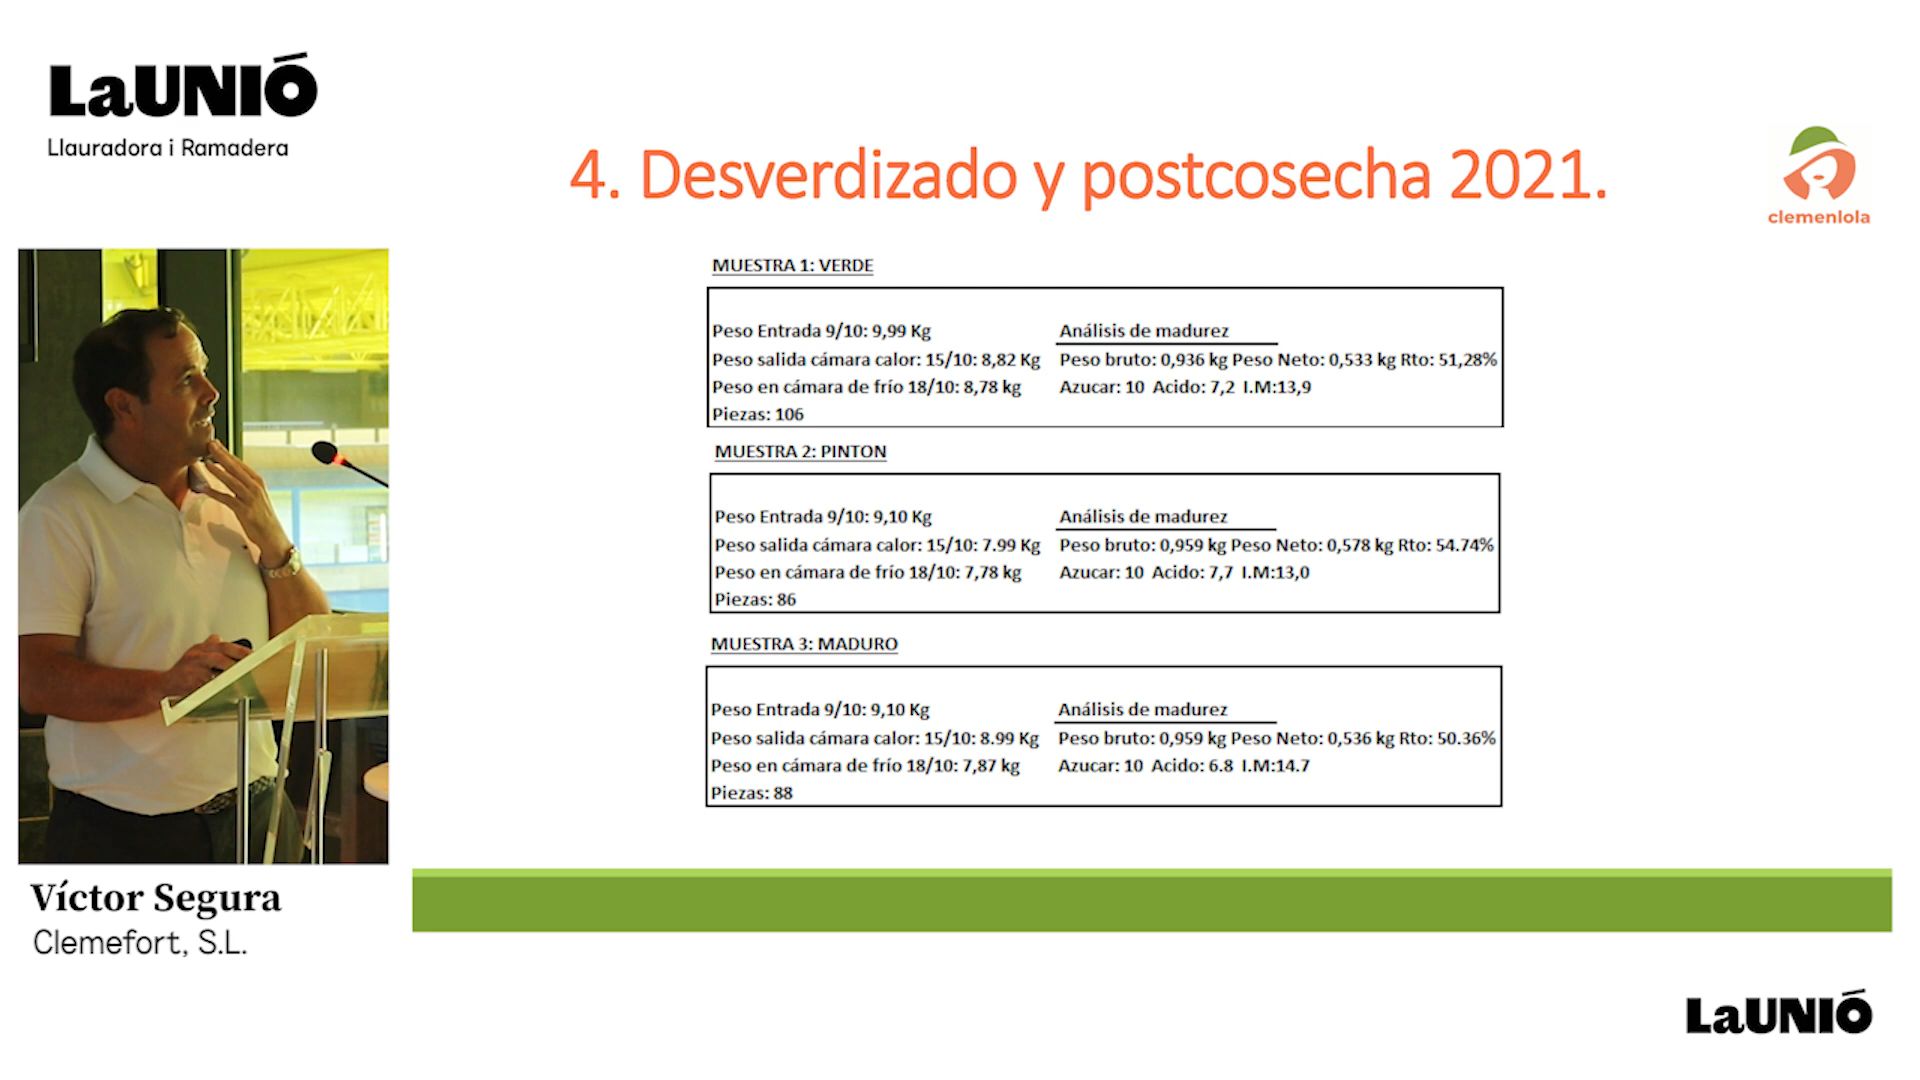 LaUNIÓ
Llauradora i Ramadera
4. Desverdizado y postcosecha 2021.
clemenlola
MUESTRA 1: VERDE
Peso Entrada 9/10: 9,99 Kg
Análisis de madurez
Peso salida cámara calor: 15/10: 8,82 Kg
Peso bruto: 0,936 kg Peso Neto: 0,533 kg Rto: 51,28%
Peso en cámara de frío 18/10: 8,78 kg
Azucar: 10 Acido: 7,2 I.M:13,9
Piezas: 106
MUESTRA 2: PINTON
Peso Entrada 9/10: 9,10 Kg
Análisis de madurez
Peso salida cámara calor: 15/10: 7.99 Kg
Peso bruto: 0,959 kg Peso Neto: 0,578 kg Rto: 54.74%
Peso en cámara de frío 18/10: 7,78 kg
Azucar: 10 Acido: 7,7 I.M:13,0
Piezas: 86
MUESTRA 3: MADURO
Peso Entrada 9/10: 9,10 Kg
Análisis de madurez
Peso salida cámara calor: 15/10: 8.99 Kg
Peso bruto: 0,959 kg Peso Neto: 0,536 kg Rto: 50.36%
Peso en cámara de frío 18/10: 7,87 kg
Azucar: 10 Acido: 6.8 I.M:14.7
Piezas: 88
Víctor Segura
Clemefort, S.L.
LaUNIÓ